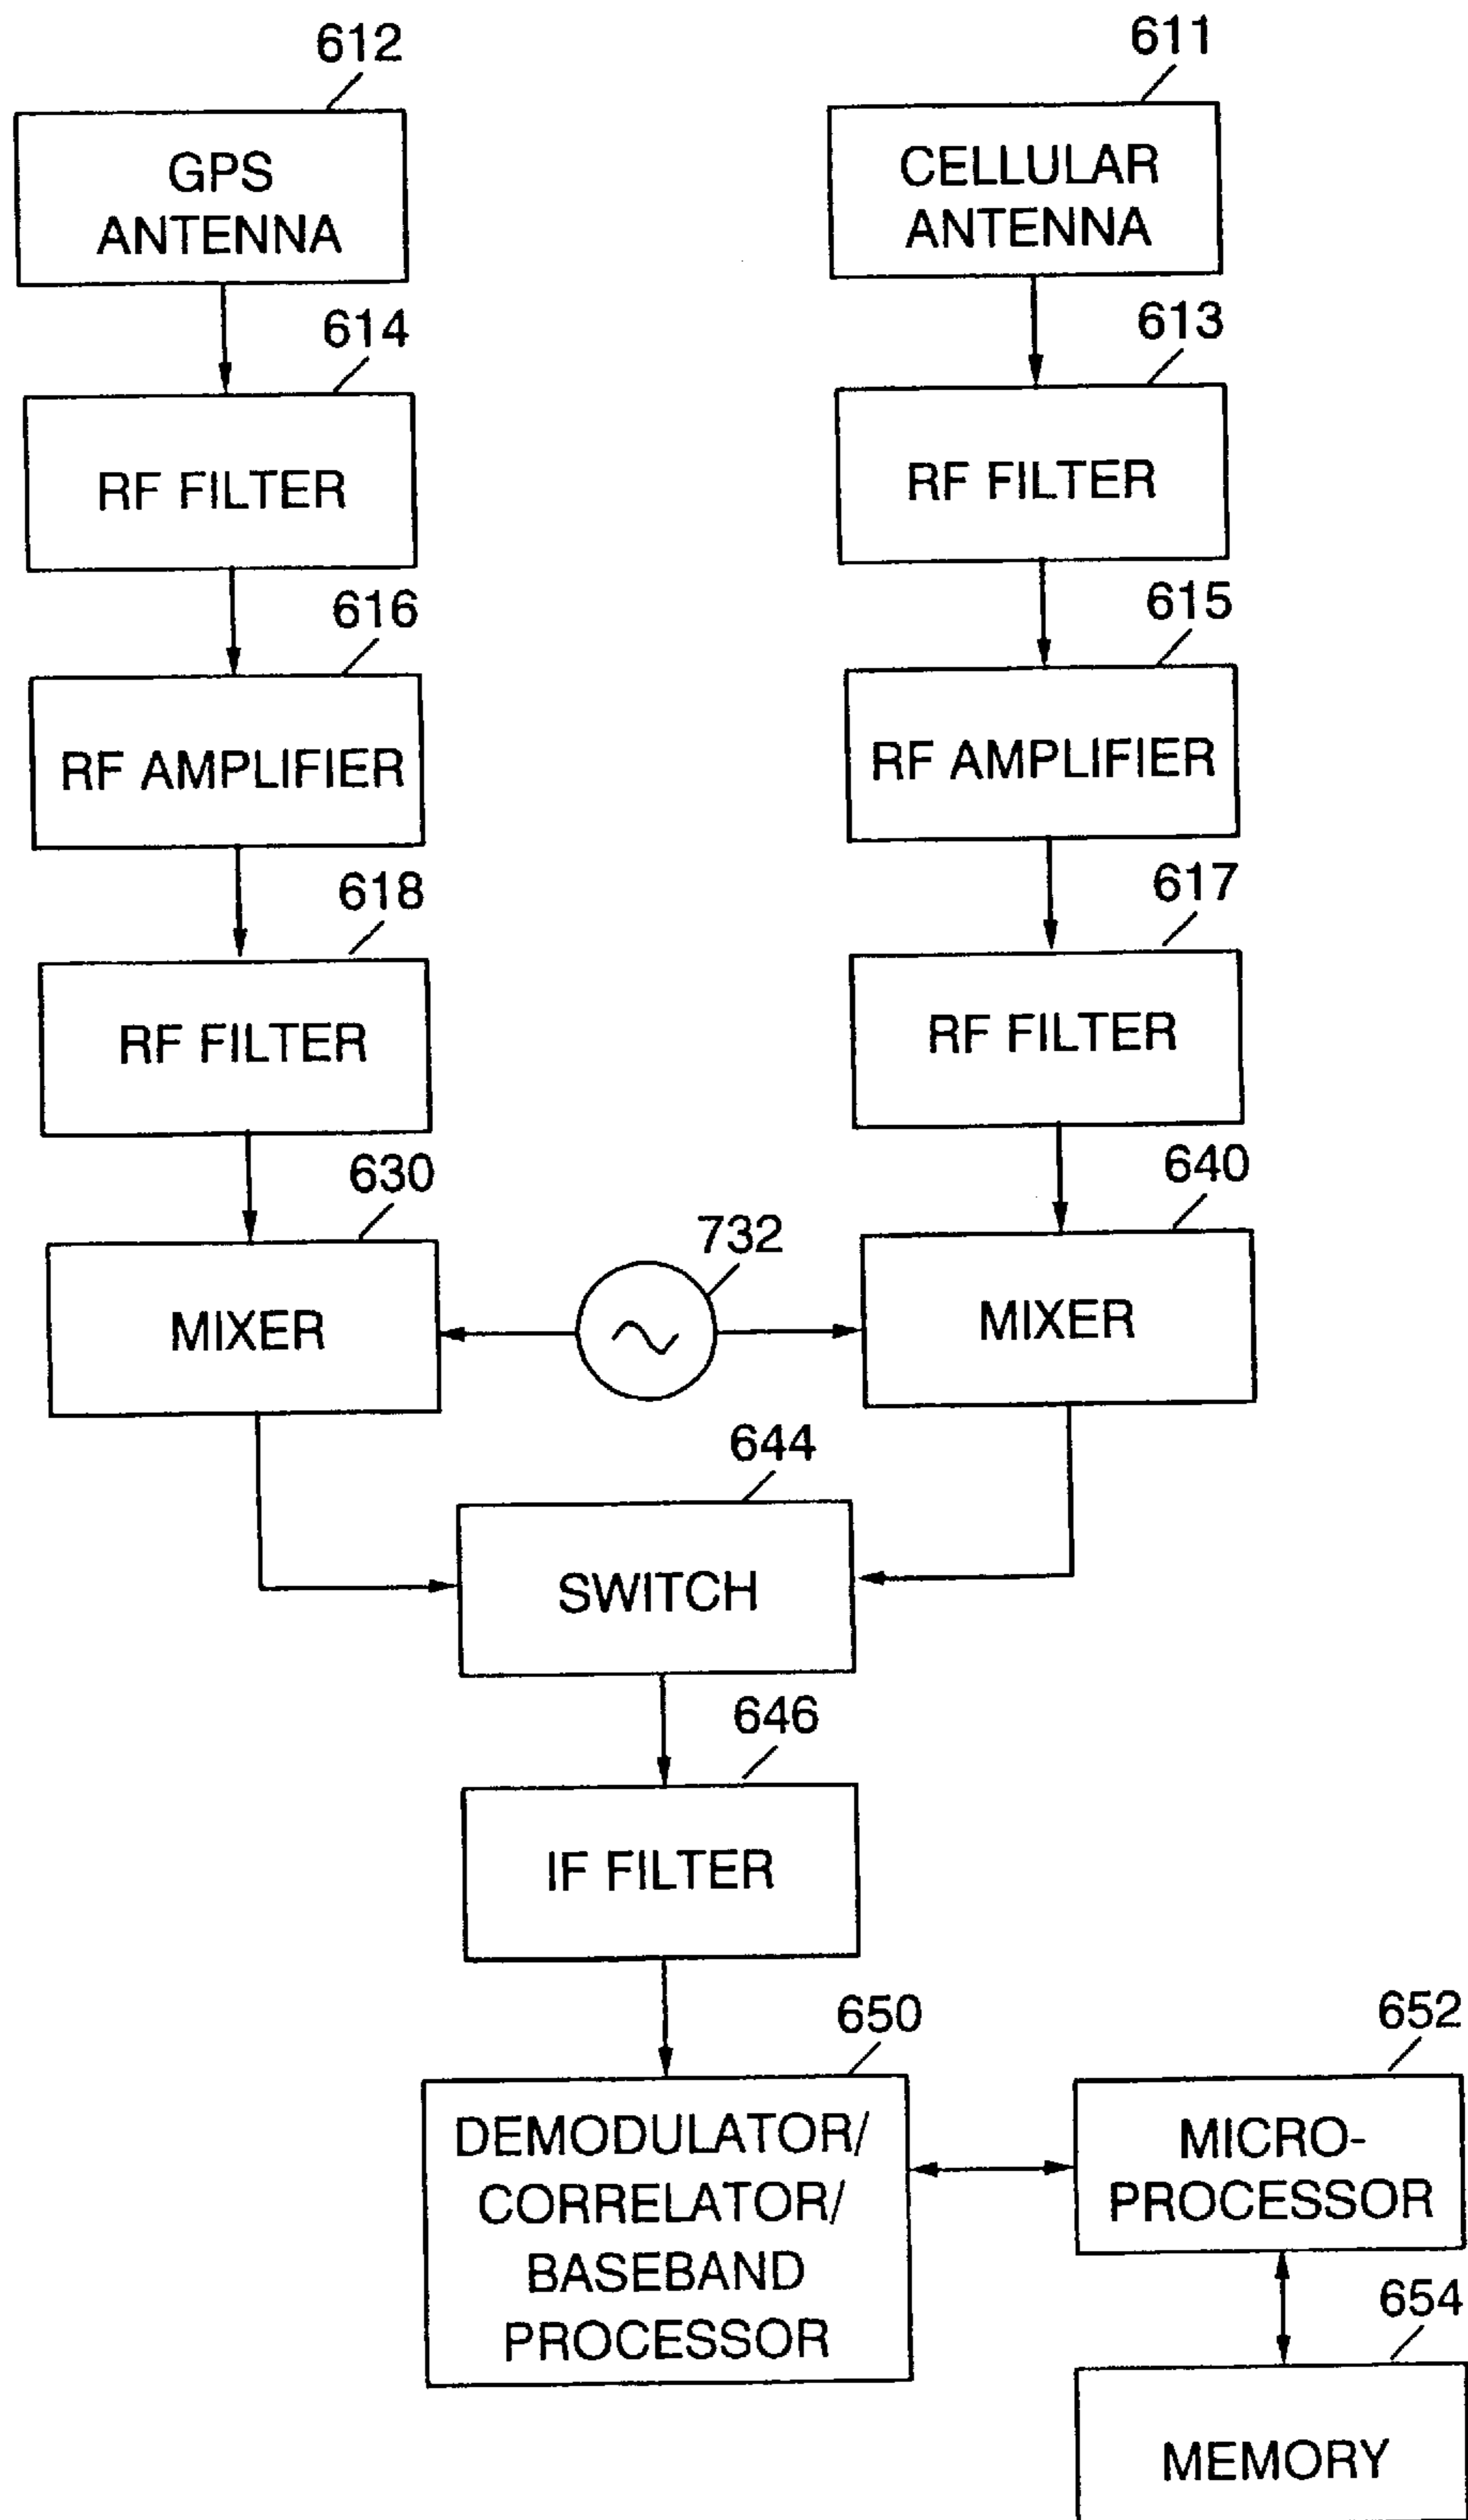 612
611
GPS
ANTENNA
CELLULAR
ANTENNA
614
613
RF FILTER
RF FILTER
616
615
RF AMPLIFIER
RF AMPLIFIER
618
617
RF FILTER
RF FILTER
630
640
732
MIXER
MIXER
644
SWITCH
646
IF FILTER
650
652
DEMODULATOR/
CORRELATOR/
BASEBAND
PROCESSOR
MICRO-
PROCESSOR
654
MEMORY